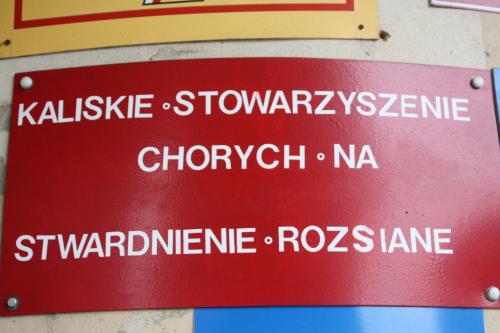 KALISKIE STOWARZYSZENIE
CHORYCH NA
STWARDNIENIE ROZSIANE